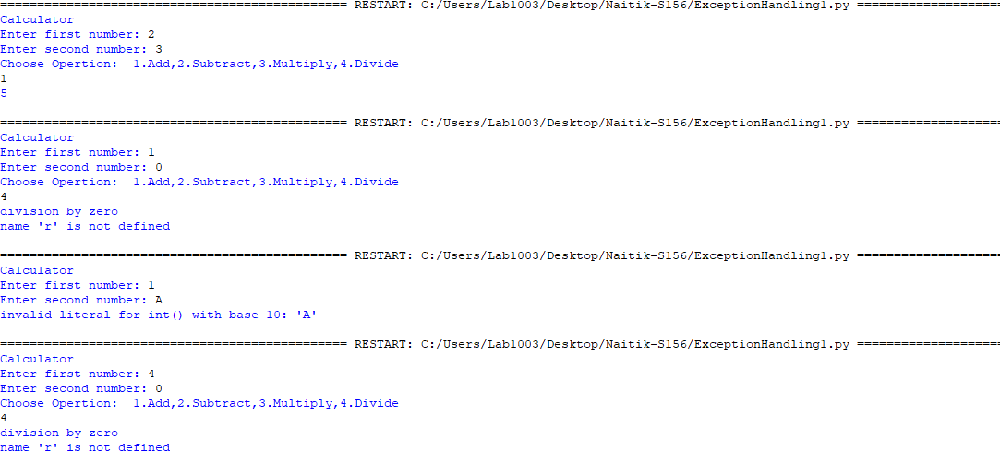 =============================================== RESTART: C:/Users/Lab1003/Desktop/Naitik-S156/ExceptionHandling1.py ====================
Calculator
Enter first number: 2
Enter second number: 3
Choose Opertion:  1.Add,2.Subtract,3.Multiply,4.Divide
1
5
=============================================== RESTART: C:/Users/Lab1003/Desktop/Naitik-S156/ExceptionHandling1.py ====================
Calculator
Enter first number: 1
Enter second number: 0
Choose Opertion:  1.Add,2.Subtract,3.Multiply,4.Divide
4
division by zero
name 'r' is not defined
=============================================== RESTART: C:/Users/Lab1003/Desktop/Naitik-S156/ExceptionHandling1.py ====================
Calculator
Enter first number: 1
Enter second number: A
invalid literal for int() with base 10: 'A'
=============================================== RESTART: C:/Users/Lab1003/Desktop/Naitik-S156/ExceptionHandling1.py ====================
Calculator
Enter first number: 4
Enter second number: 0
Choose Opertion:  1.Add,2.Subtract,3.Multiply,4.Divide
4
division by zero
name 'r' is not defined